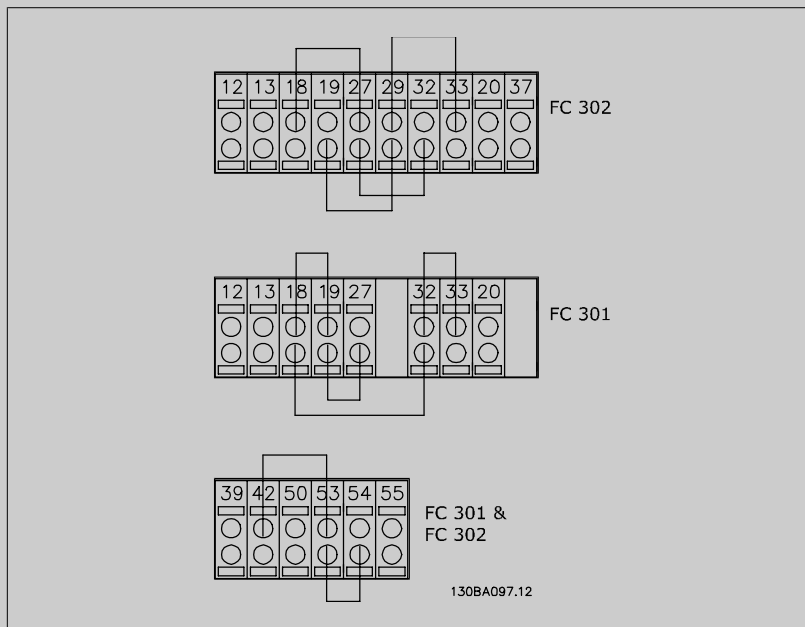 12 13 18 19 27 29 32 33 20 37
FC 302
12 13 18 19 27 32 33 20
FC 301
39 42 50 53 54 55
FC 301 &
FC 302
130BA097.12